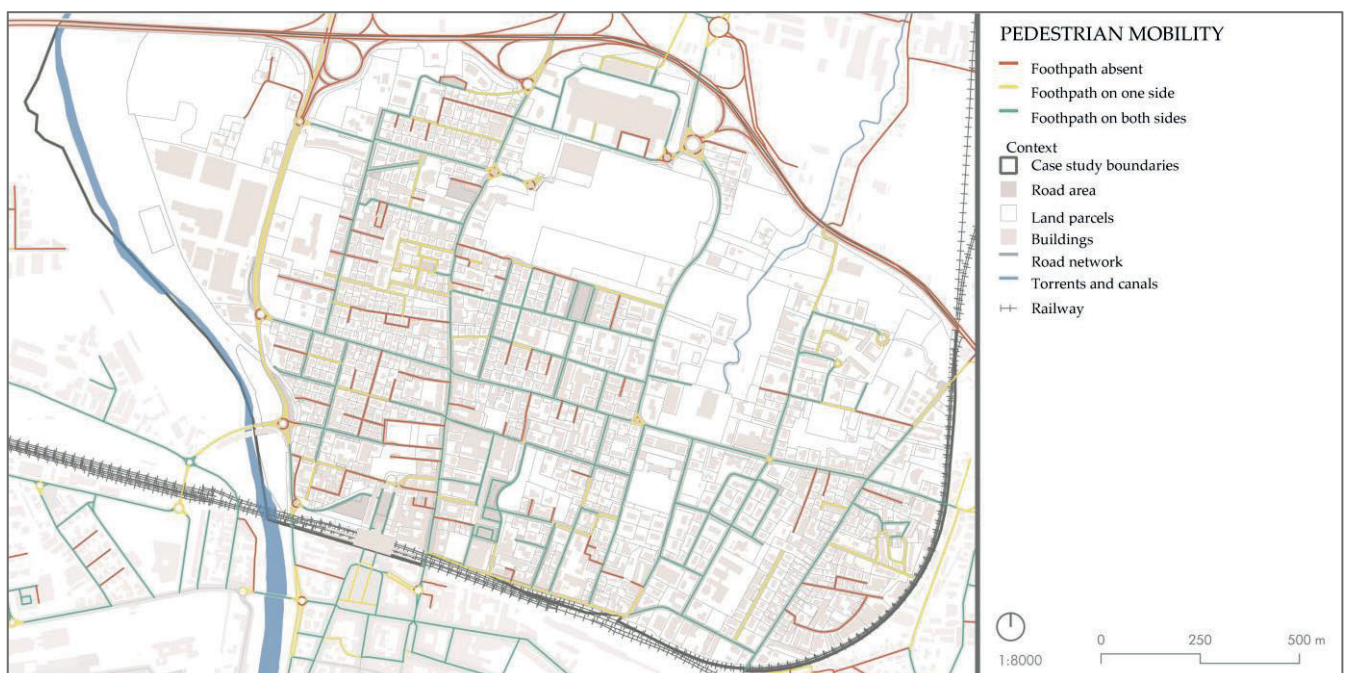 PEDESTRIAN MOBILITY
Foothpath absent
Foothpath on one side
Foothpath on both sides
Context
Case study boundaries
Road area
Land parcels
Buildings
Road network
Torrents and canals
Railway
1:8000
0 250 500 m